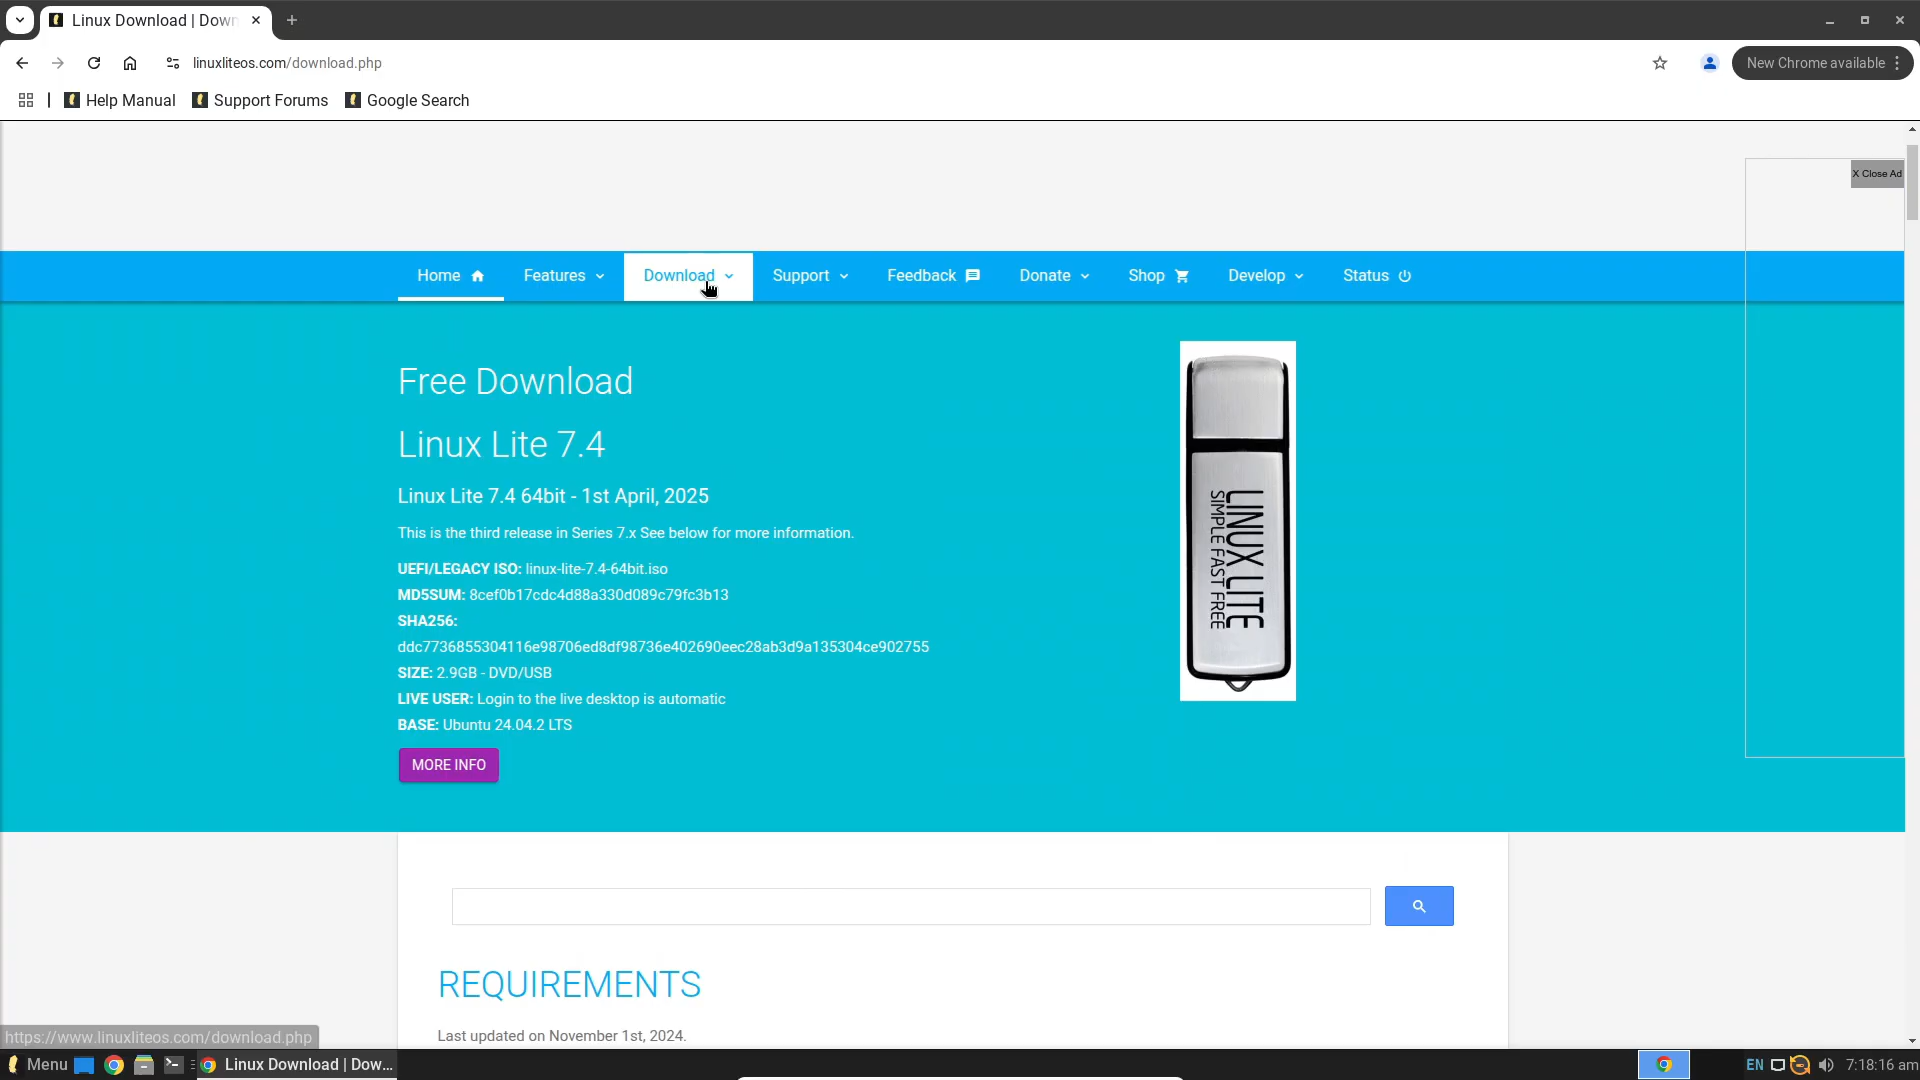 Linux Download | Down
linuxliteos.com/download.php
New Chrome available
Help Manual
Support Forums
Google Search
X Close Ad
Home
Features
Download
Support
Feedback
Donate
Shop
Develop
Status
Free Download
Linux Lite 7.4
Linux Lite 7.4 64bit - 1st April, 2025
This is the third release in Series 7.x See below for more information.
UEFI/LEGACY ISO: linux-lite-7.4-64bit.iso
MD5SUM: 8cef0b17cdc4d88a330d089c79fc3b13
SHA256:
ddc7736855304116e98706ed8df98736e402690eec28ab3d9a135304ce902755
SIZE: 2.9GB - DVD/USB
LIVE USER: Login to the live desktop is automatic
BASE: Ubuntu 24.04.2 LTS
MORE INFO
LINUX LITE
SIMPLE FAST FREE
REQUIREMENTS
Last updated on November 1st, 2024.
https://www.linuxliteos.com/download.php
Menu
Linux Download | Dow...
EN
7:18:16 am